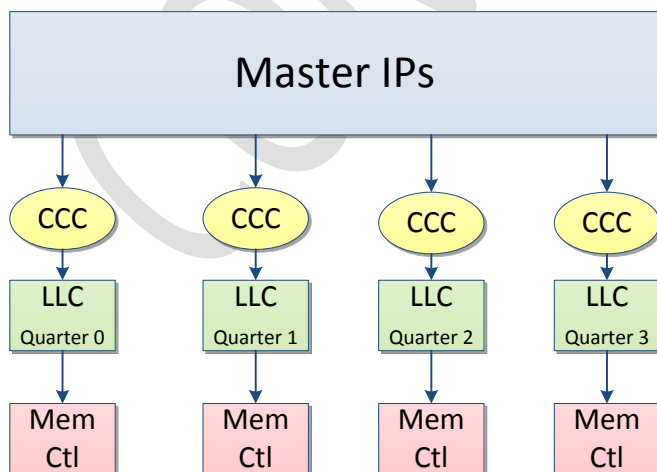 Master IPs
CCC
CCC
CCC
CCC
LLC
Quarter 0
LLC
Quarter 1
LLC
Quarter 2
LLC
Quarter 3
Mem
Ctl
Mem
Ctl
Mem
Ctl
Mem
Ctl